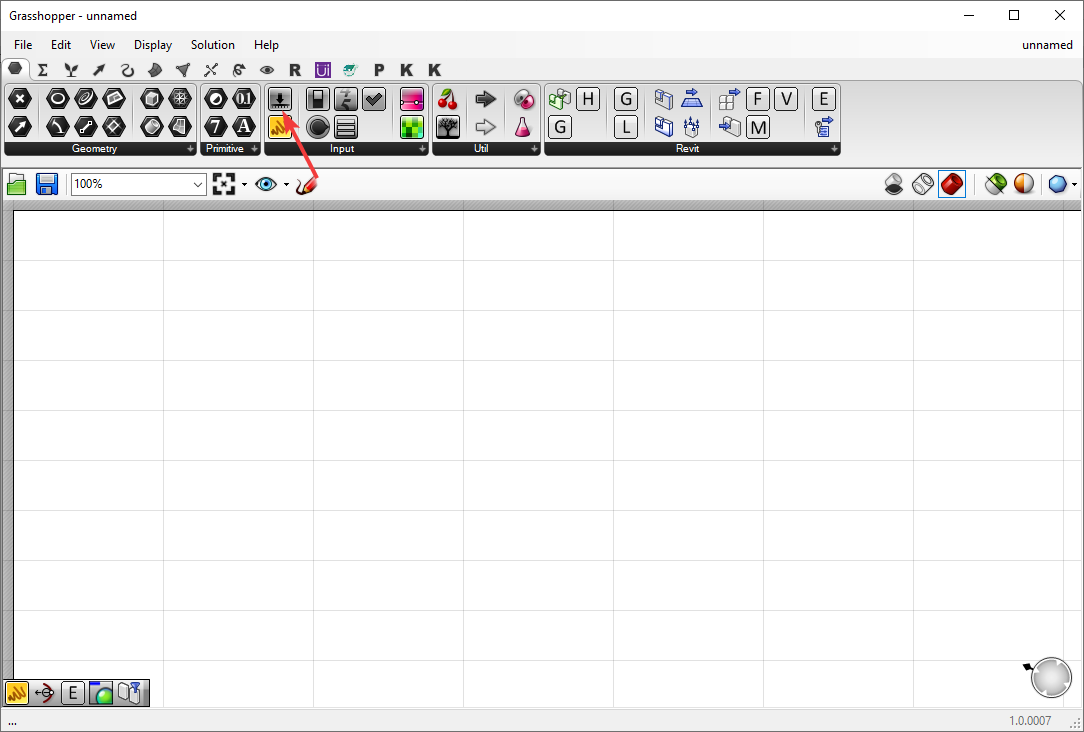 Grasshopper - unnamed
File Edit View Display Solution Help unnamed
Σ R Ui P K K
0.1 H G F V E
7 A G L M
Geometry Primitive Input Util Revit
100%
E
... 1.0.0007